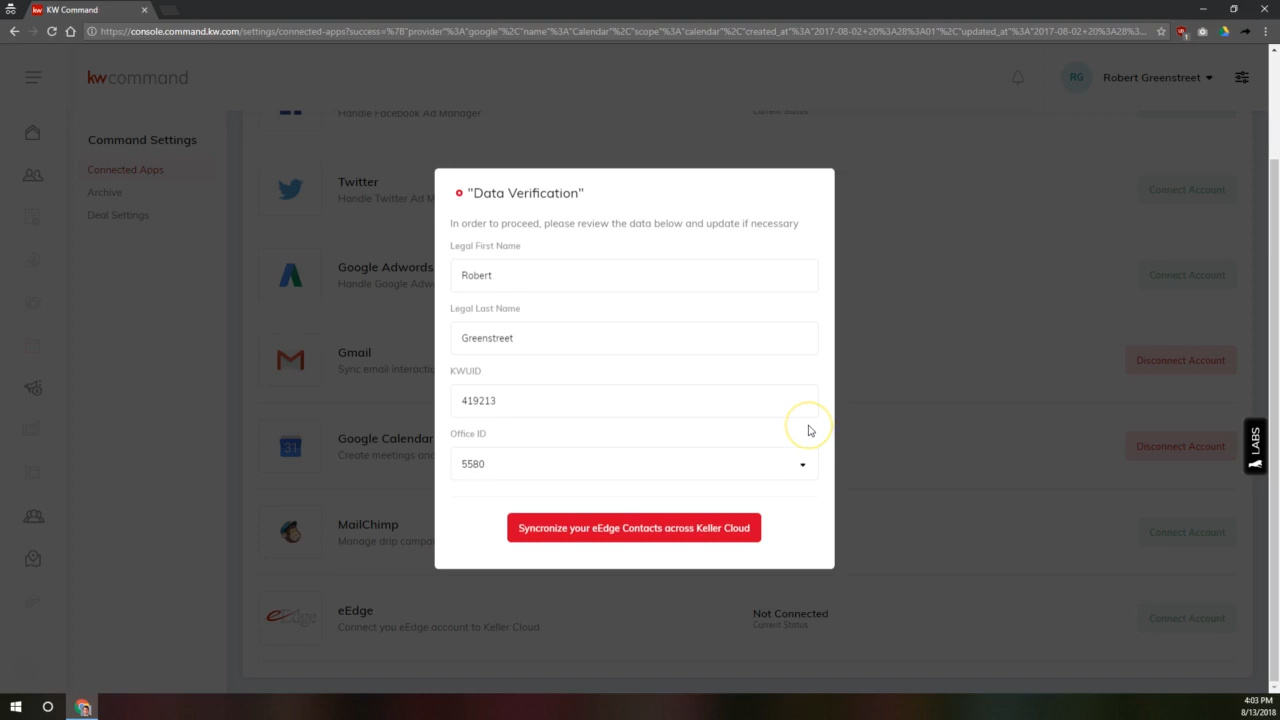 KW Command
https://console.command.kw.com/settings/connected-apps?success=%7B"provider"%3A"google"%2C"name"%3A"Calendar"%2C"scope"%3A"calendar"%2C"created_at"%3A"2017-08-02+20%3A28%3A01"%2C"updated_at"%3A"2017-08-02+20%3A28%3...
kwcommand
RG
Robert Greenstreet
Command Settings
Connected Apps
Archive
Deal Settings
Handle Facebook Ad Manager
Current Status
Twitter
Handle Twitter Ad M
Connect Account
Google Adwords
Handle Google Adw
Connect Account
Gmail
Sync email interactiv
Disconnect Account
31
Google Calendar
Create meetings and
Disconnect Account
MailChimp
Manage drip campa
Connect Account
eEdge
eEdge
Connect you eEdge account to Keller Cloud
Not Connected
Current Status
Connect Account
"Data Verification"
In order to proceed, please review the data below and update if necessary
Legal First Name
Robert
Legal Last Name
Greenstreet
KWUID
419213
Office ID
5580
Syncronize your eEdge Contacts across Keller Cloud
LABS
4:03 PM
8/13/2018